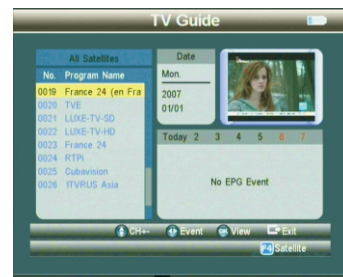 TV Guide
All Satellites
No. Program Name
0019 France 24 (en Fra
0020 TVE
0021 LUXE-TV-SD
0022 LUXE-TV-HD
0023 France 24
0024 RTPi
0025 Cubavision
0026 1TVRUS Asia
Date
Mon.
2007
01/01
Today 2 3 4 5 6 7
No EPG Event
CH+- Event OK View Exit
F4 Satellite